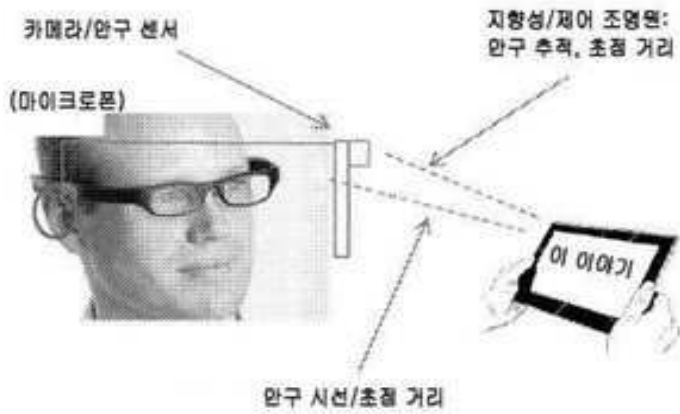 카메라/안구 센서
지향성/제어 조명원:
안구 추적, 초점 거리
(마이크로폰)
이 이야기
안구 시선/초점 거리